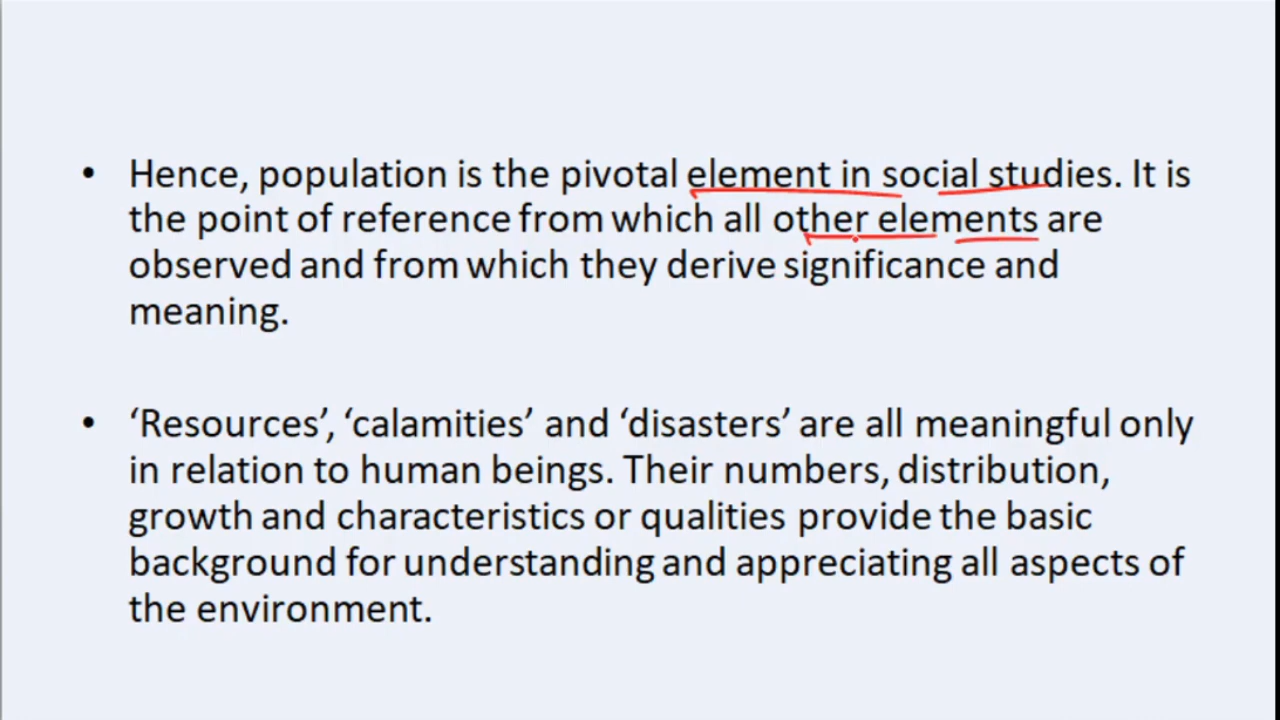 • Hence, population is the pivotal element in social studies. It is
the point of reference from which all other elements are
observed and from which they derive significance and
meaning.
• ‘Resources’, ‘calamities’ and ‘disasters’ are all meaningful only
in relation to human beings. Their numbers, distribution,
growth and characteristics or qualities provide the basic
background for understanding and appreciating all aspects of
the environment.